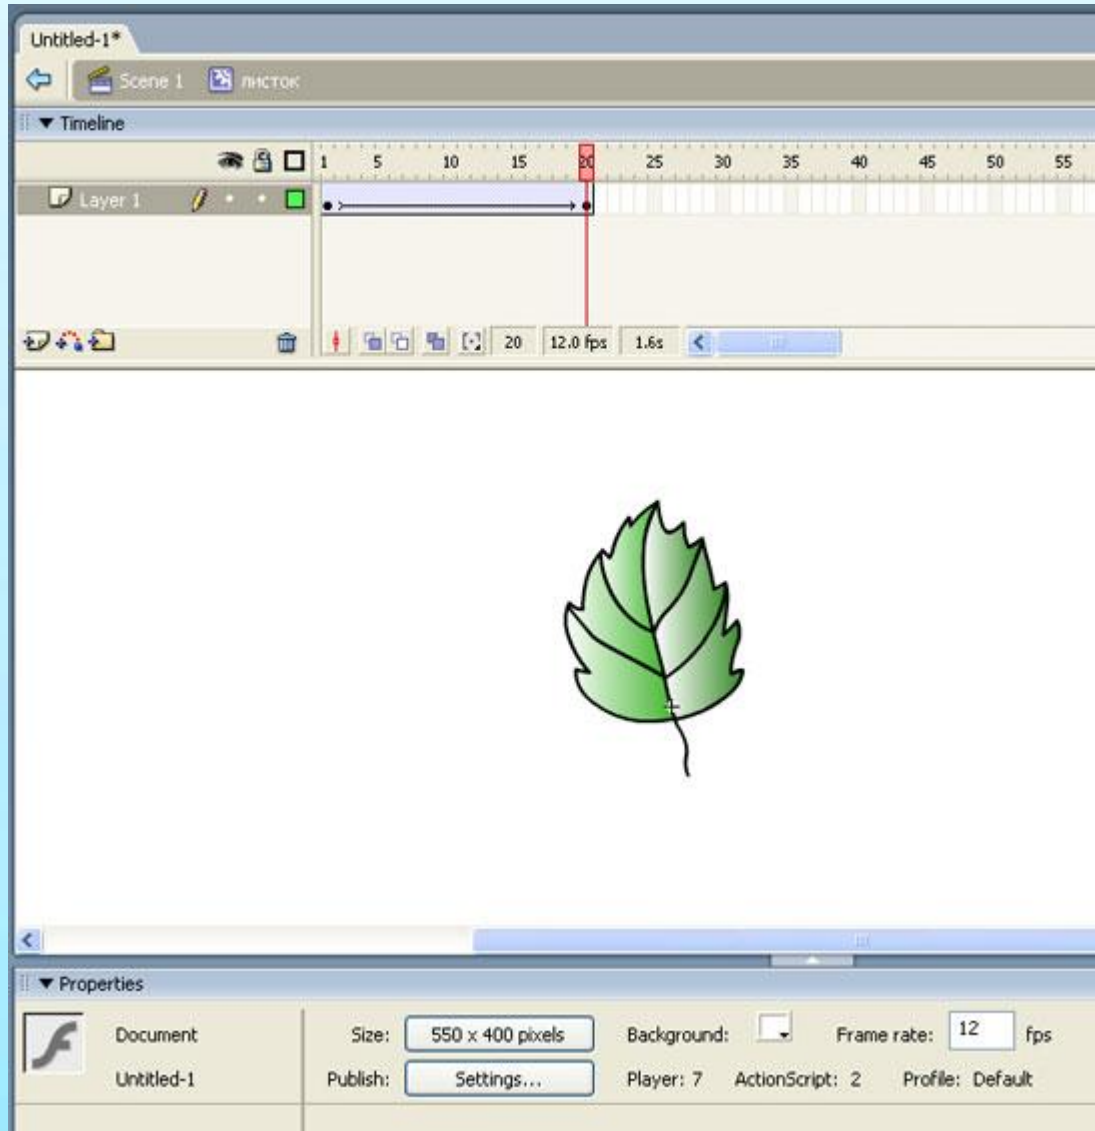 Untitled-1*
Scene 1 листок
Timeline
1 5 10 15 20 25 30 35 40 45 50 55
Layer 1
20 12.0 fps 1.6s
Properties
Document Size: 550 x 400 pixels Background: Frame rate: 12 fps
Untitled-1 Publish: Settings... Player: 7 ActionScript: 2 Profile: Default